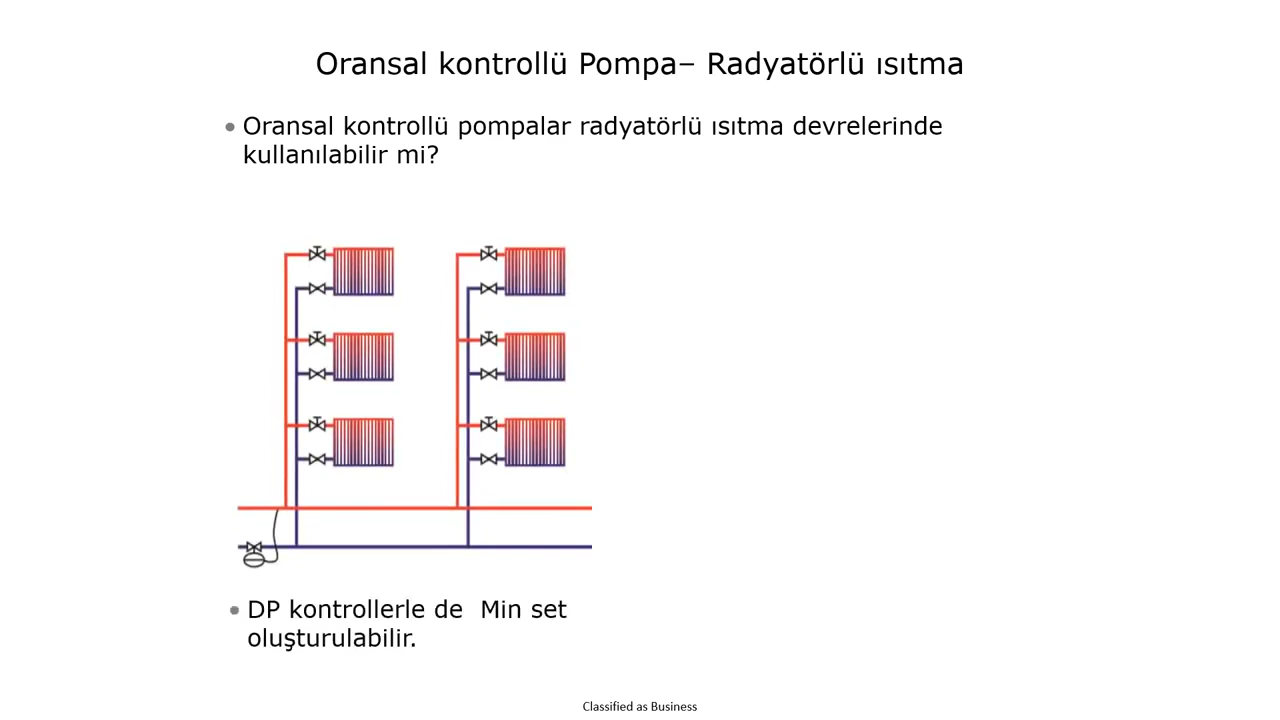 Oransal kontrollü Pompa– Radyatörlü ısıtma
• Oransal kontrollü pompalar radyatörlü ısıtma devrelerinde
kullanılabilir mi?
• DP kontrollerle de  Min set
oluşturulabilir.
Classified as Business